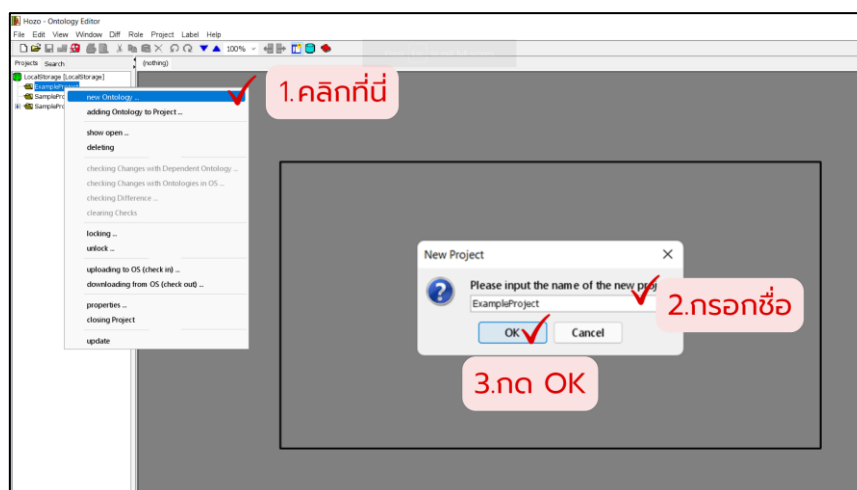 Hozo - Ontology Editor
File Edit View Window Diff Role Project Label Help
100%
Projects Search
(nothing)
LocalStorage [LocalStorage]
ExampleProject
SamplePro
SamplePro
new Ontology ...
adding Ontology to Project ...
show open ...
deleting
checking Changes with Dependent Ontology ...
checking Changes with Ontologies in OS ...
checking Difference ...
clearing Checks
locking ...
unlock ...
uploading to OS (check in) ...
downloading from OS (check out) ...
properties ...
closing Project
update
1.คลิกที่นี่
New Project
Please input the name of the new proj
ExampleProject
OK Cancel
2.กรอกชื่อ
3.กด OK